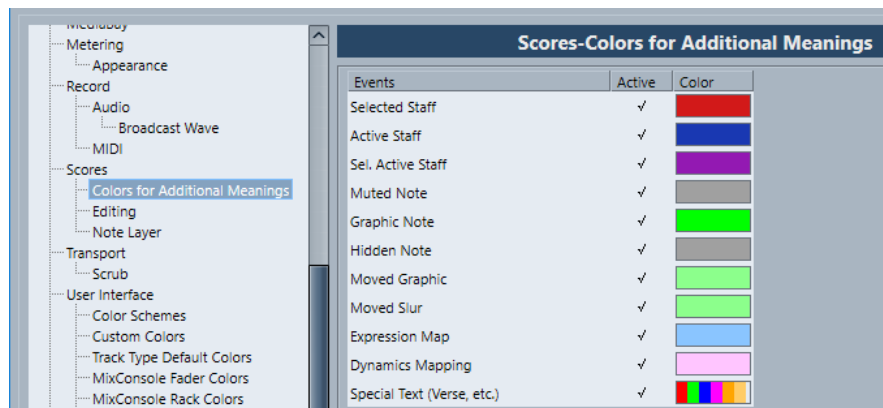 MediaBay
Metering
Appearance
Record
Audio
Broadcast Wave
MIDI
Scores
Colors for Additional Meanings
Editing
Note Layer
Transport
Scrub
User Interface
Color Schemes
Custom Colors
Track Type Default Colors
MixConsole Fader Colors
MixConsole Rack Colors
Scores-Colors for Additional Meanings
Events Active Color
Selected Staff √
Active Staff √
Sel. Active Staff √
Muted Note √
Graphic Note √
Hidden Note √
Moved Graphic √
Moved Slur √
Expression Map √
Dynamics Mapping √
Special Text (Verse, etc.) √